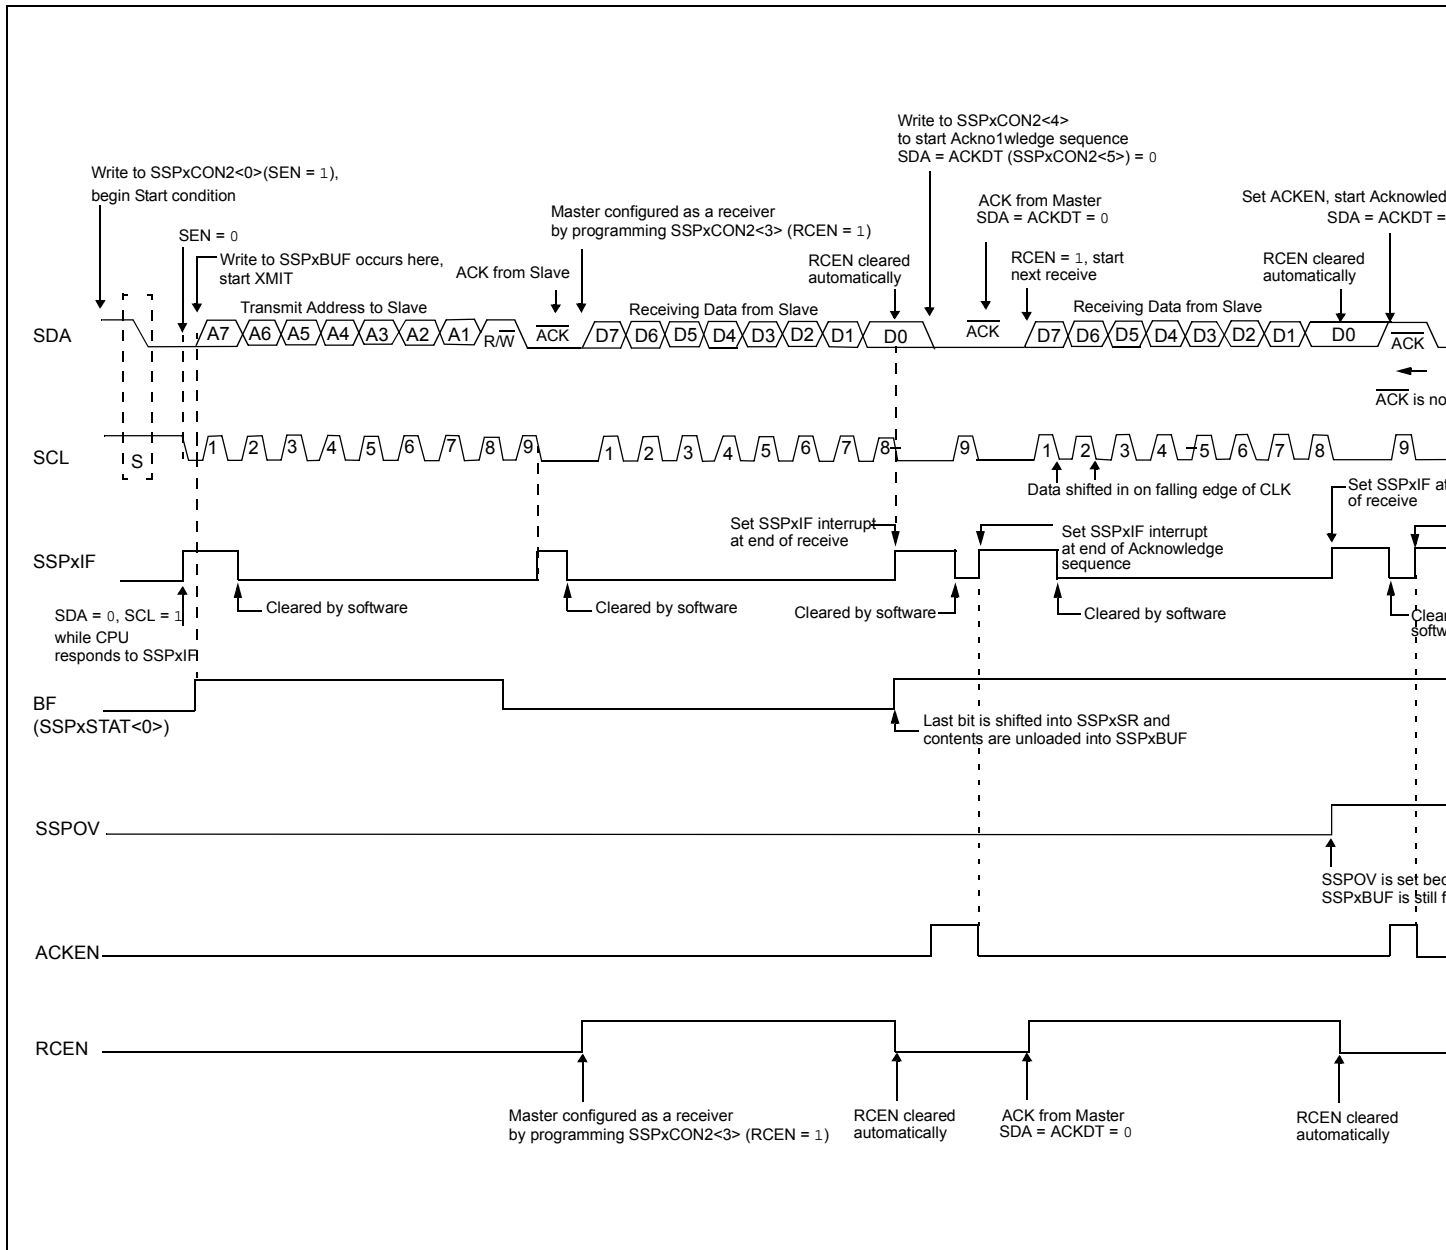 Write to SSPxCON2<4>
to start Ackno1wledge sequence
SDA = ACKDT (SSPxCON2<5>) = 0
Write to SSPxCON2<0>(SEN = 1),
begin Start condition
ACK from Master
SDA = ACKDT = 0
Set ACKEN, start Acknowled
SDA = ACKDT =
Master configured as a receiver
by programming SSPxCON2<3> (RCEN = 1)
SEN = 0
Write to SSPxBUF occurs here,
start XMIT
ACK from Slave
RCEN cleared
automatically
RCEN = 1, start
next receive
RCEN cleared
automatically
Transmit Address to Slave
Receiving Data from Slave
Receiving Data from Slave
SDA
A7 A6 A5 A4 A3 A2 A1 R/W ACK D7 D6 D5 D4 D3 D2 D1 D0 ACK D7 D6 D5 D4 D3 D2 D1 D0 ACK
ACK is no
SCL
S
1 2 3 4 5 6 7 8 9 1 2 3 4 5 6 7 8 9 1 2 3 4 5 6 7 8 9
Data shifted in on falling edge of CLK
Set SSPxIF at
of receive
Set SSPxIF interrupt
at end of receive
Set SSPxIF interrupt
at end of Acknowledge
sequence
SSPxIF
Cleared by software
Cleared by software
Cleared by software
Cleared by software
Clear
softw
SDA = 0, SCL = 1
while CPU
responds to SSPxIF
BF
(SSPxSTAT<0>)
Last bit is shifted into SSPxSR and
contents are unloaded into SSPxBUF
SSPOV
SSPOV is set bec
SSPxBUF is still f
ACKEN
RCEN
Master configured as a receiver
by programming SSPxCON2<3> (RCEN = 1)
RCEN cleared
automatically
ACK from Master
SDA = ACKDT = 0
RCEN cleared
automatically